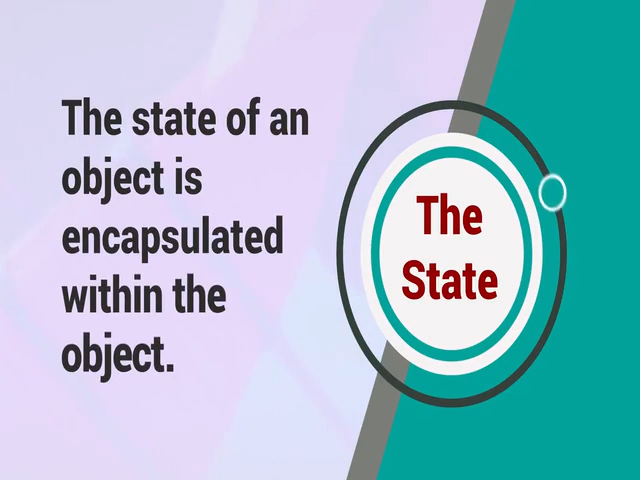 The state of an
object is
encapsulated
within the
object.
The
State